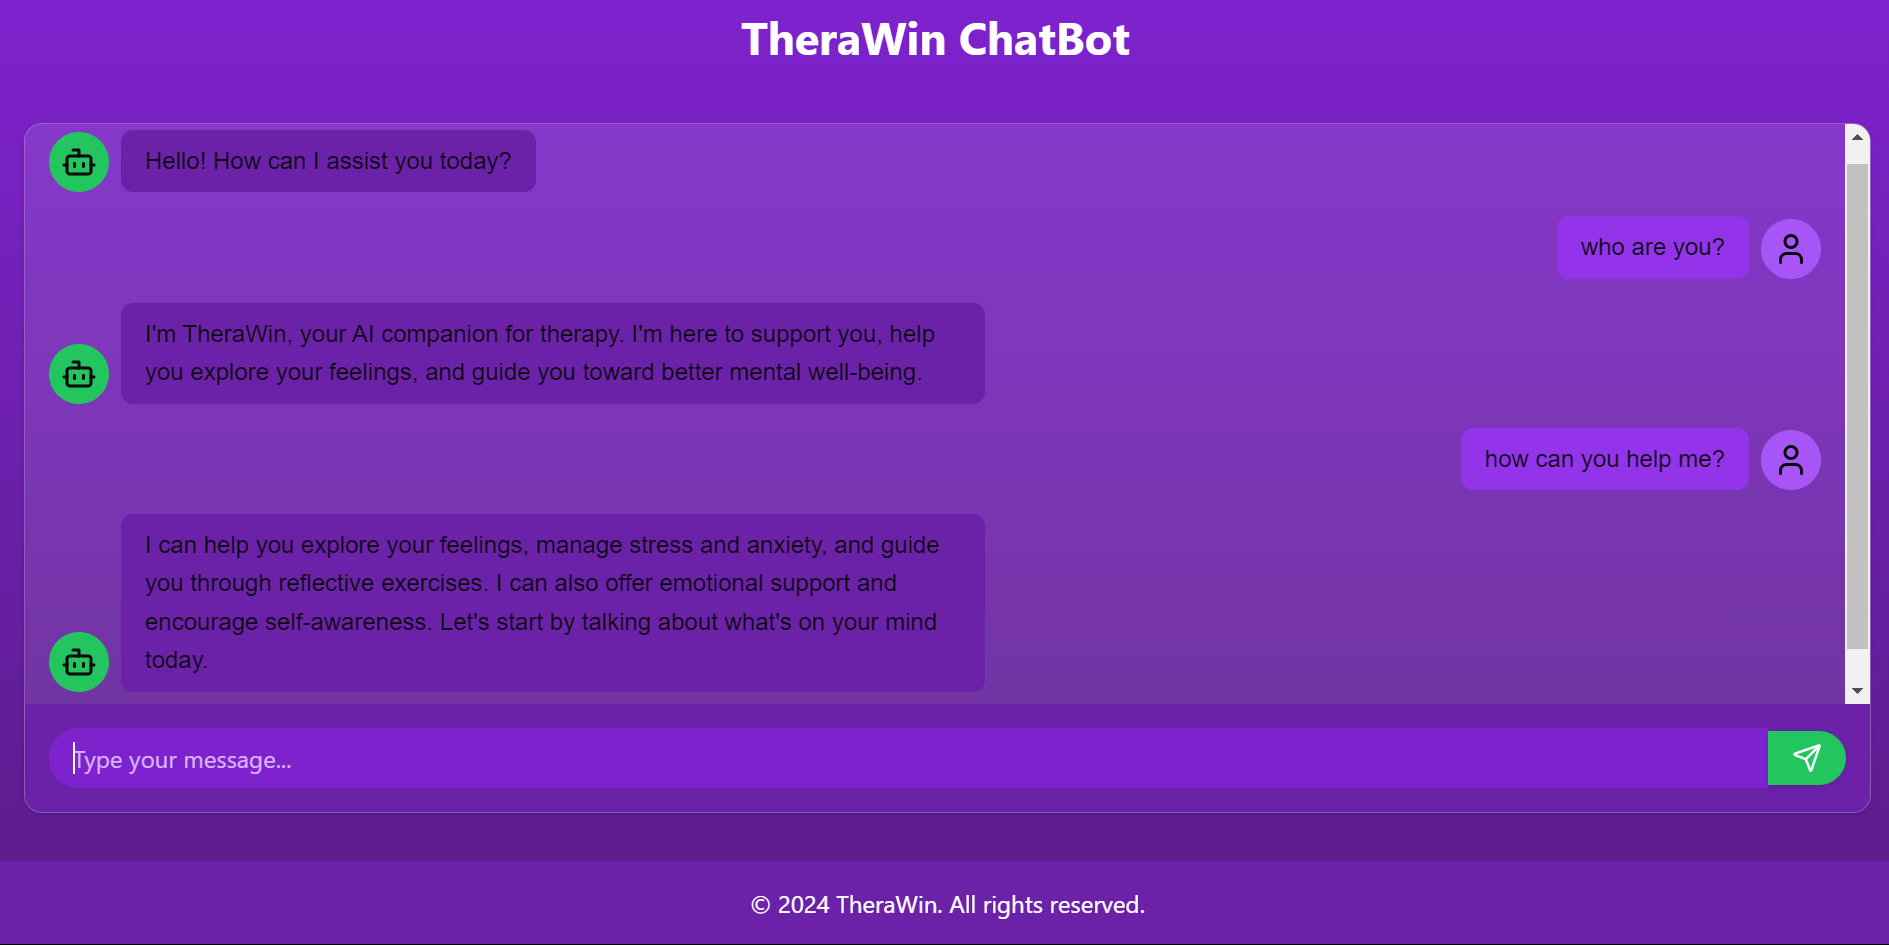 TheraWin ChatBot
Hello! How can I assist you today?
who are you?
I'm TheraWin, your AI companion for therapy. I'm here to support you, help
you explore your feelings, and guide you toward better mental well-being.
how can you help me?
I can help you explore your feelings, manage stress and anxiety, and guide
you through reflective exercises. I can also offer emotional support and
encourage self-awareness. Let's start by talking about what's on your mind
today.
Type your message...
© 2024 TheraWin. All rights reserved.